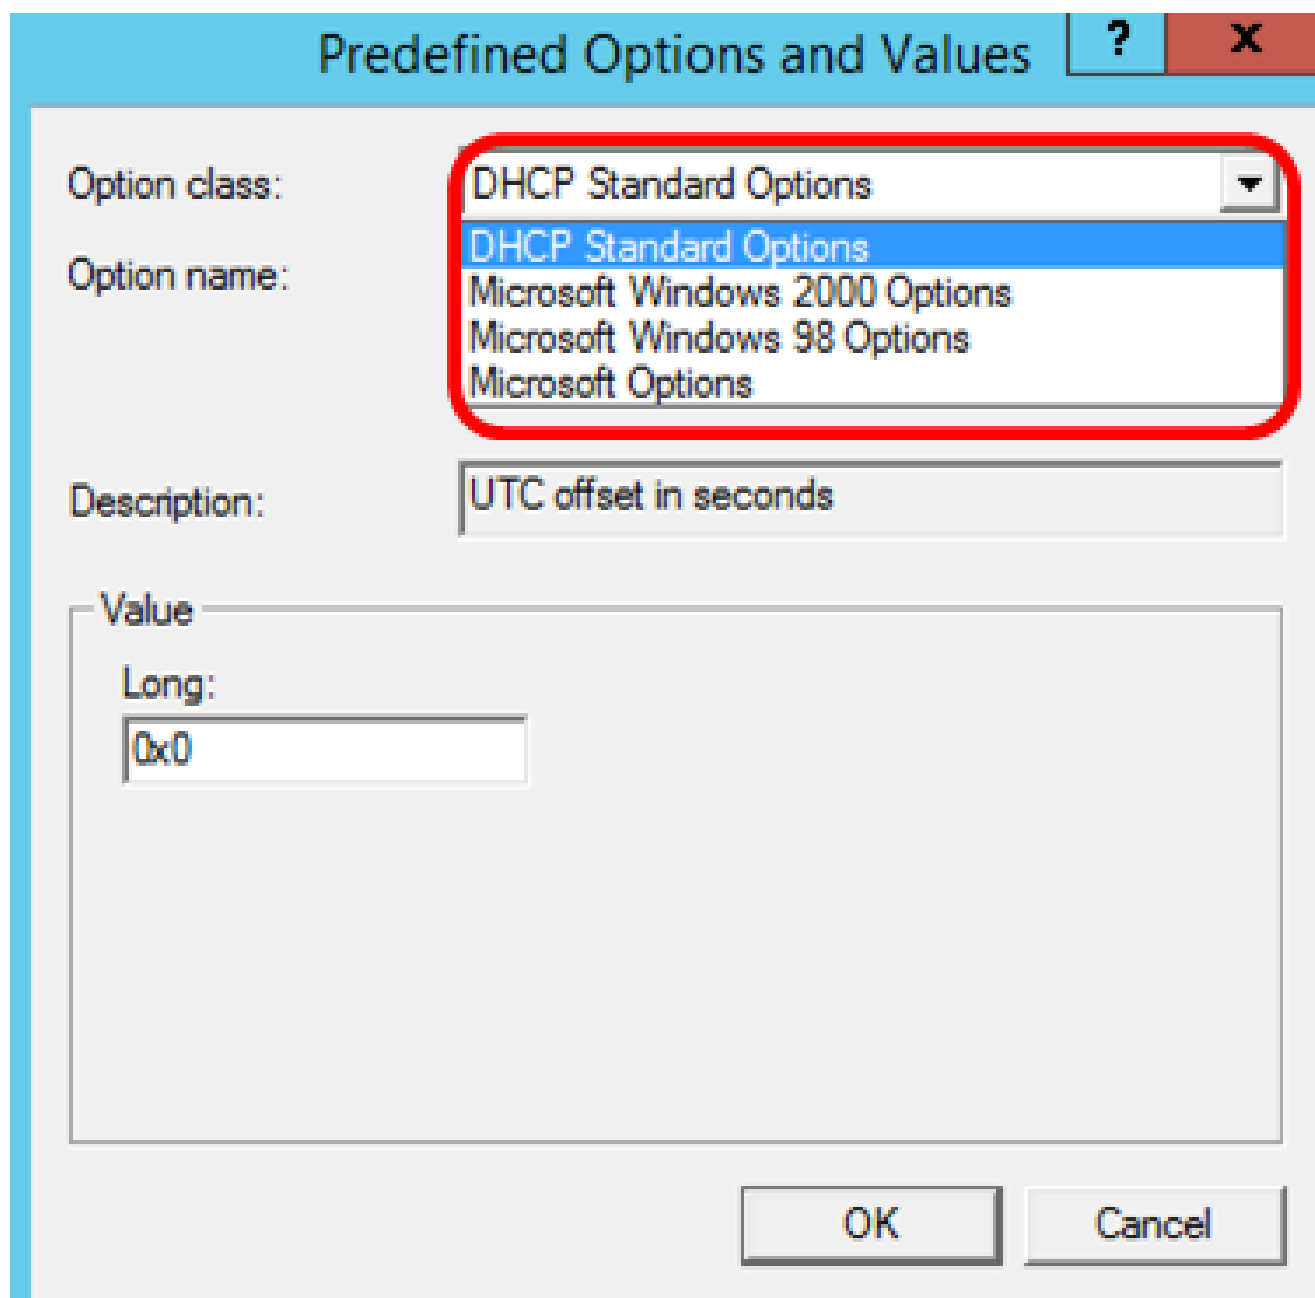 Predefined Options and Values ? x
Option class: DHCP Standard Options
DHCP Standard Options
Option name:
Microsoft Windows 2000 Options
Microsoft Windows 98 Options
Microsoft Options
Description: UTC offset in seconds
Value
Long:
0x0
OK Cancel